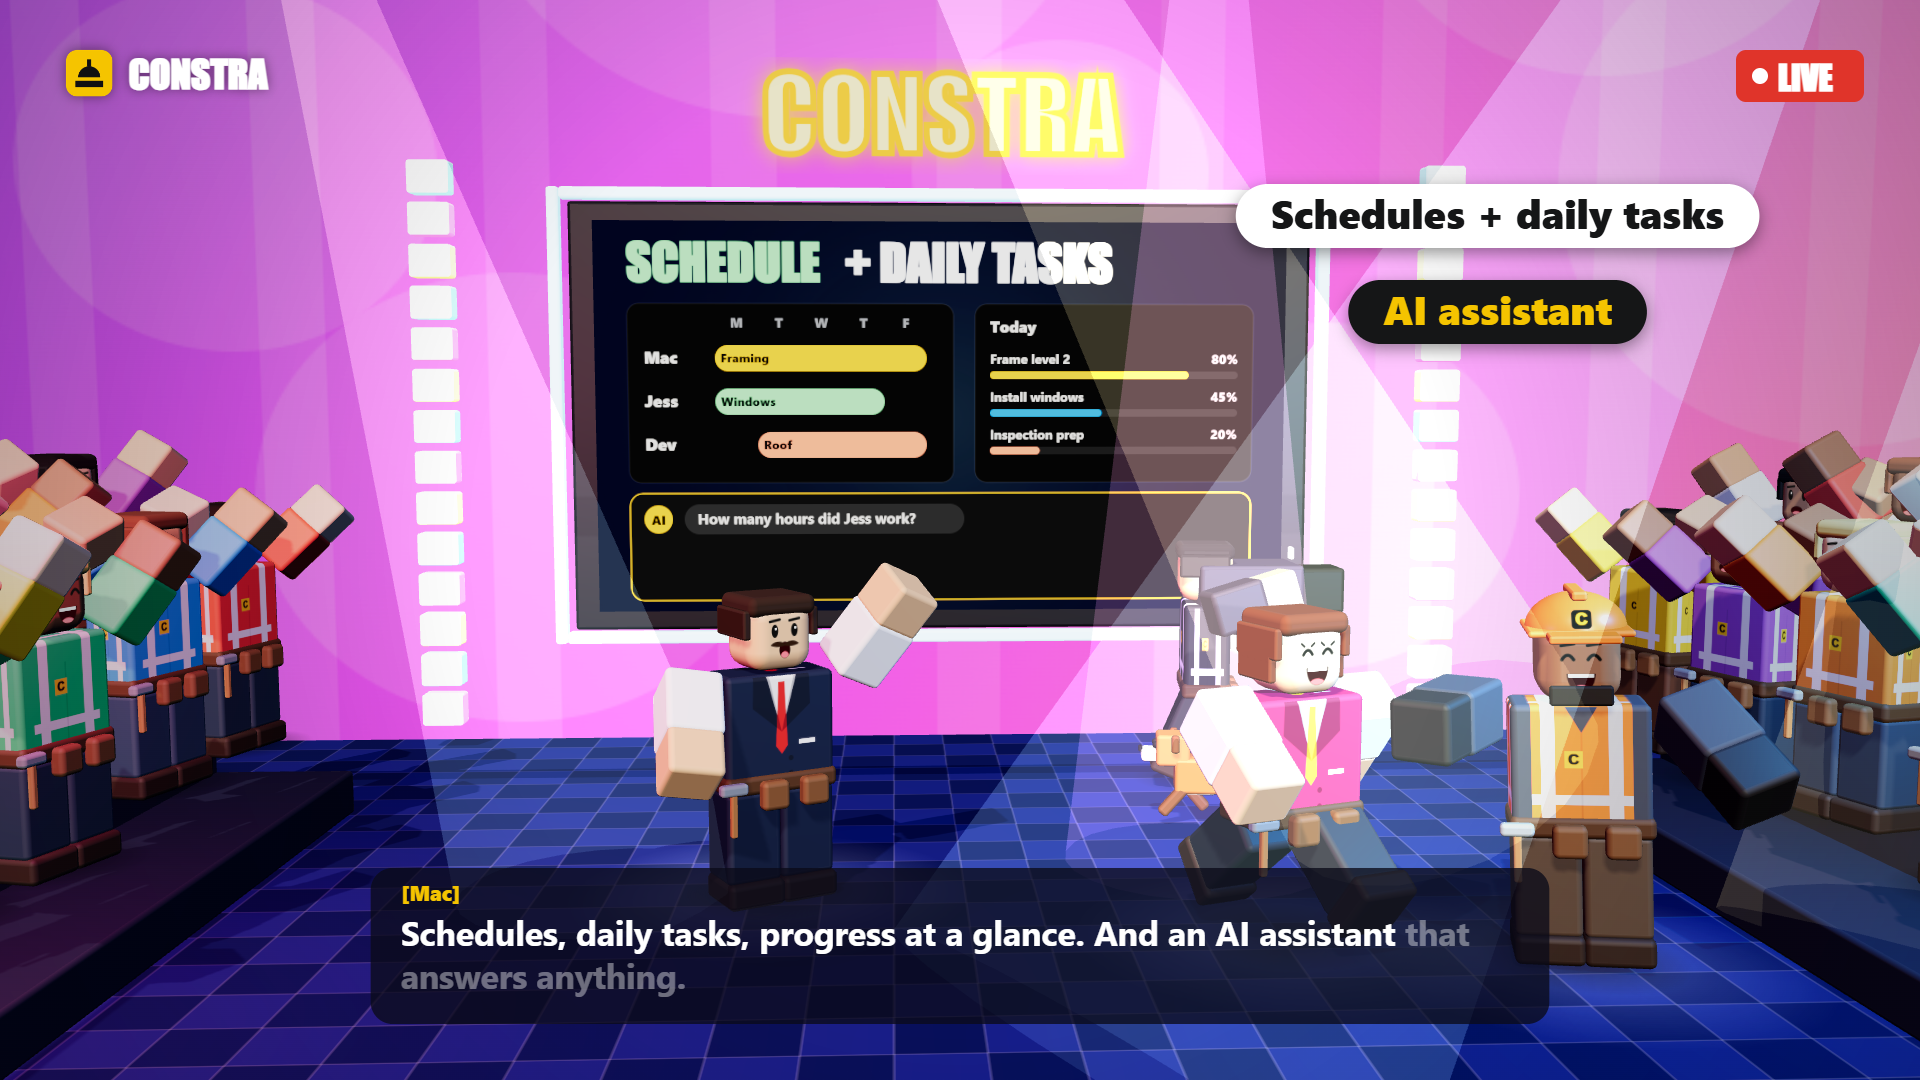 CONSTRA
CONSTRA
LIVE
Schedules + daily tasks
AI assistant
SCHEDULE + DAILY TASKS
M T W T F
Mac Framing
Jess Windows
Dev Roof
Today
Frame level 2 80%
Install windows 45%
Inspection prep 20%
AI How many hours did Jess work?
C
C
C
C
C
C
C
C
C
[Mac]
Schedules, daily tasks, progress at a glance. And an AI assistant that
answers anything.